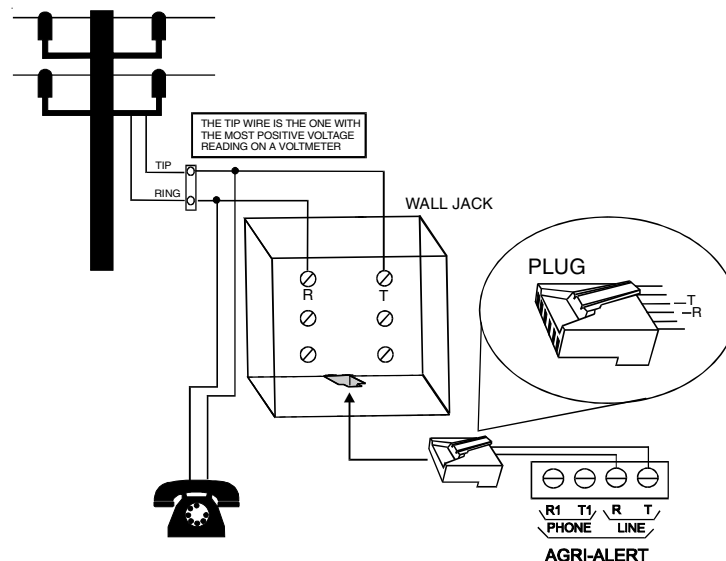 THE TIP WIRE IS THE ONE WITH
THE MOST POSITIVE VOLTAGE
READING ON A VOLTMETER
TIP
RING
WALL JACK
PLUG
T
R
R T
R1 T1 R T
PHONE LINE
AGRI-ALERT